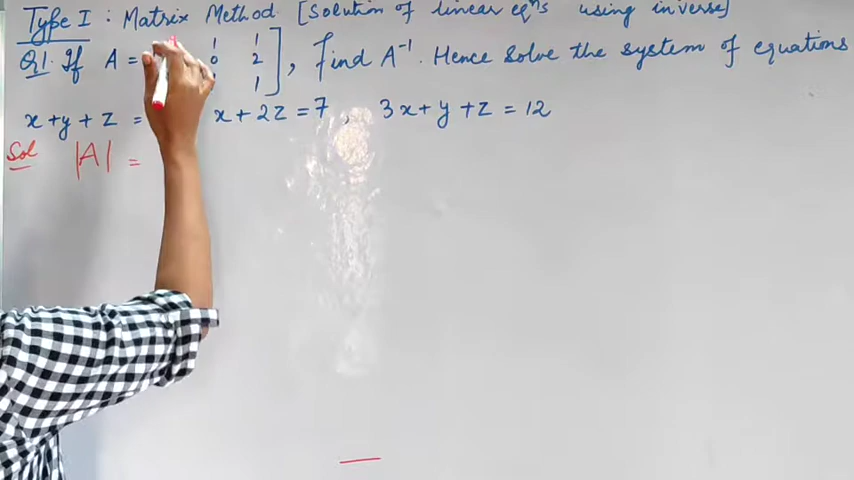 Type I : Matrix Method [Solution of linear eqⁿs using inverse]
Q1. If A = 1 1
0 2 ], find A⁻¹. Hence solve the system of equations
1
x+y+z = x+2z=7, 3x+y+z=12
Sol |A| =